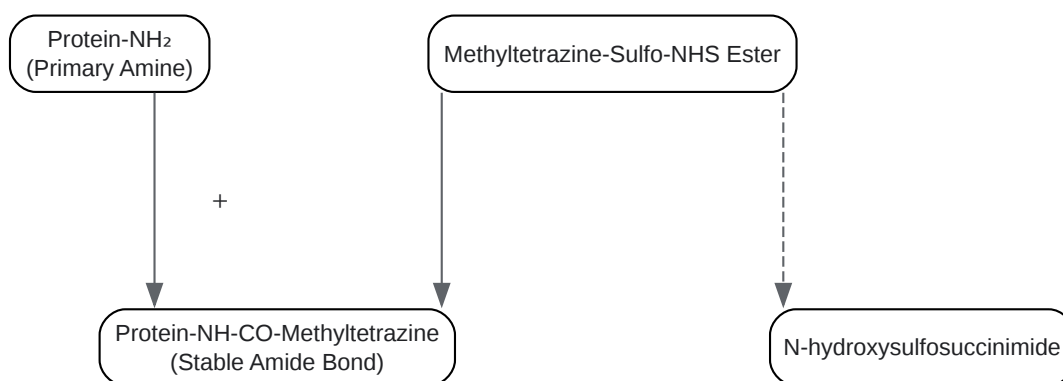 Protein-NH₂
(Primary Amine)
Methyltetrazine-Sulfo-NHS Ester
+
Protein-NH-CO-Methyltetrazine
(Stable Amide Bond)
N-hydroxysulfosuccinimide